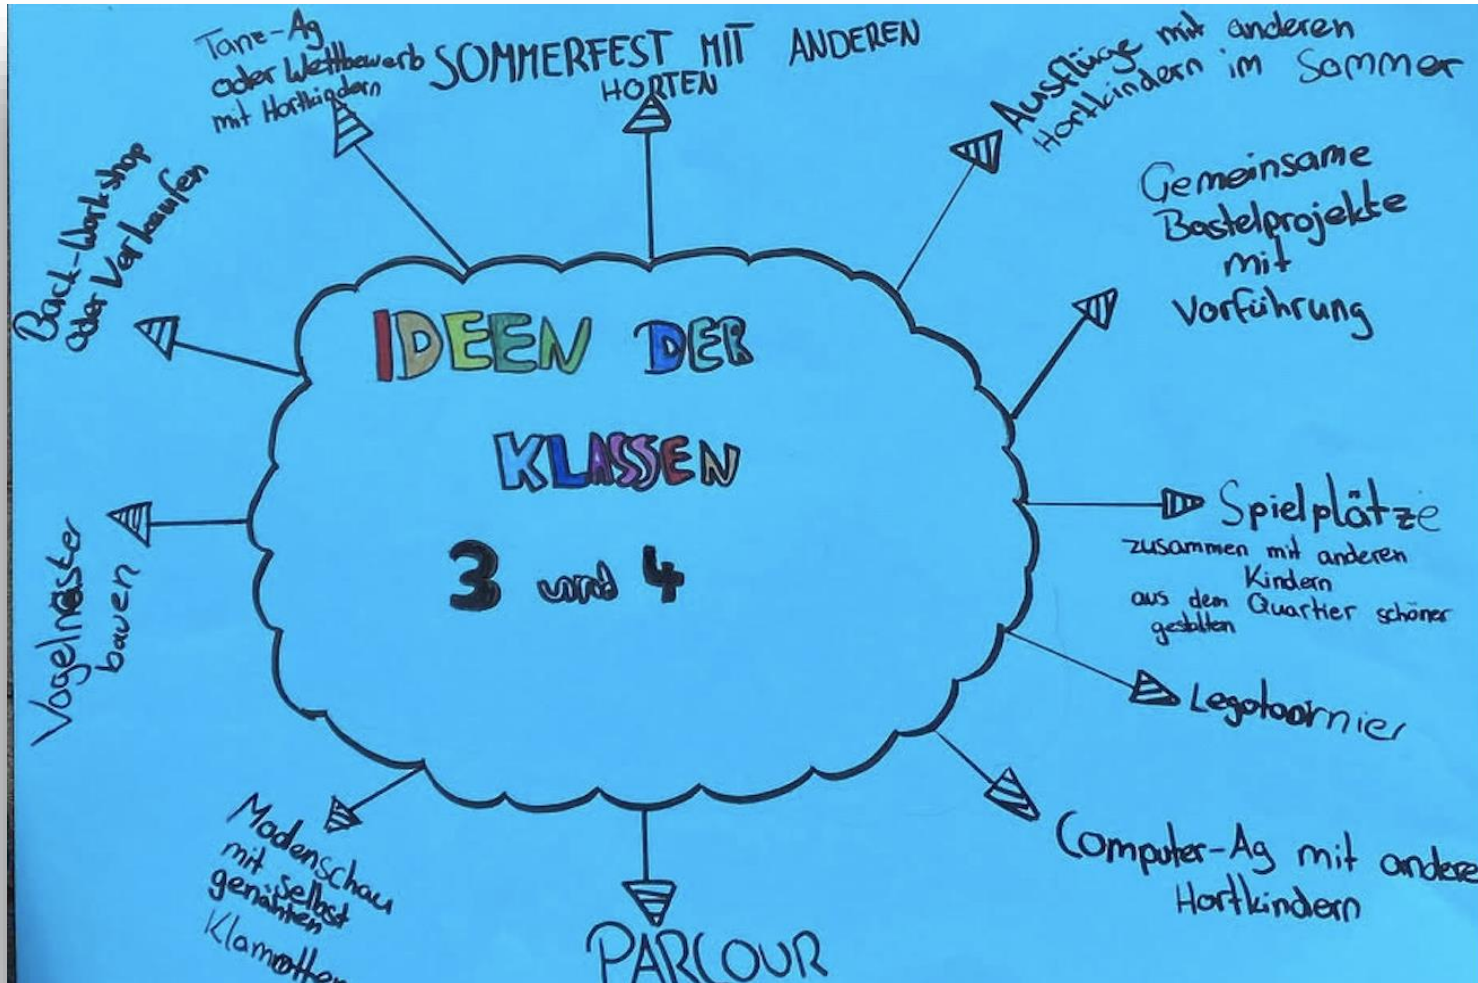 Tanz-Ag
oder Wettbewerb
mit Hortkindern
SOMMERFEST MIT ANDEREN
HORTEN
Ausflüge mit anderen
Hortkindern im Sommer
Gemeinsame
Bastelprojekte
mit
Vorführung
Spielplätze
zusammen mit anderen
Kindern
aus dem Quartier schöner
gestalten
Legotournier
Computer-Ag mit andere
Hortkindern
PARCOUR
Modenschau
mit selbst
genähten
Klamotten
Vogelnester
bauen
Back-Workshop
oder Verkaufen
IDEEN DER
KLASSEN
3 und 4